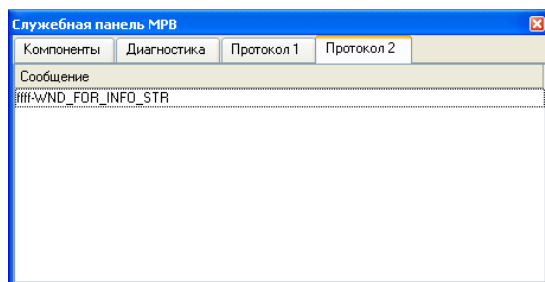 Служебная панель МРВ
Компоненты Диагностика Протокол 1 Протокол 2
Сообщение
ffff-WND_FOR_INFO_STR